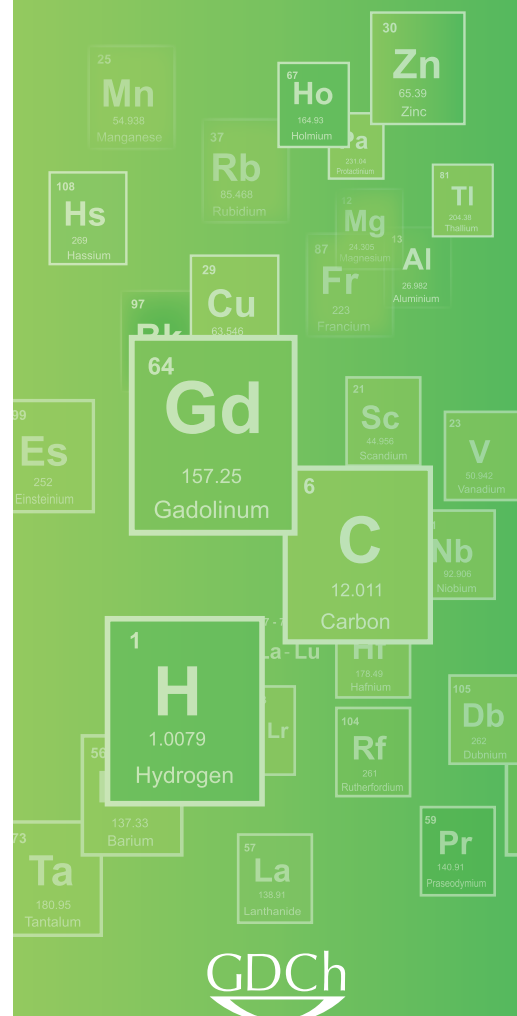 30
Zn
65.39
Zinc
25
Mn
54.938
Manganese
67
Ho
164.93
Holmium
Pa
231.04
Protactinium
37
Rb
85.468
Rubidium
108
Hs
269
Hassium
81
Tl
204.38
Thallium
12
Mg
24.305
Magnesium
13
Al
26.982
Aluminium
87
Fr
223
Francium
29
Cu
63.546
97
Bk
64
Gd
157.25
Gadolinum
21
Sc
44.956
Scandium
99
Es
252
Einsteinium
23
V
50.942
Vanadium
6
C
12.011
Carbon
Nb
92.906
Niobium
La-Lu
Hf
178.49
Hafnium
1
H
1.0079
Hydrogen
Lr
105
Db
262
Dubnium
104
Rf
261
Rutherfordium
56
137.33
Barium
59
Pr
140.91
Praseodymium
73
Ta
180.95
Tantalum
57
La
138.91
Lanthanide
GDCh